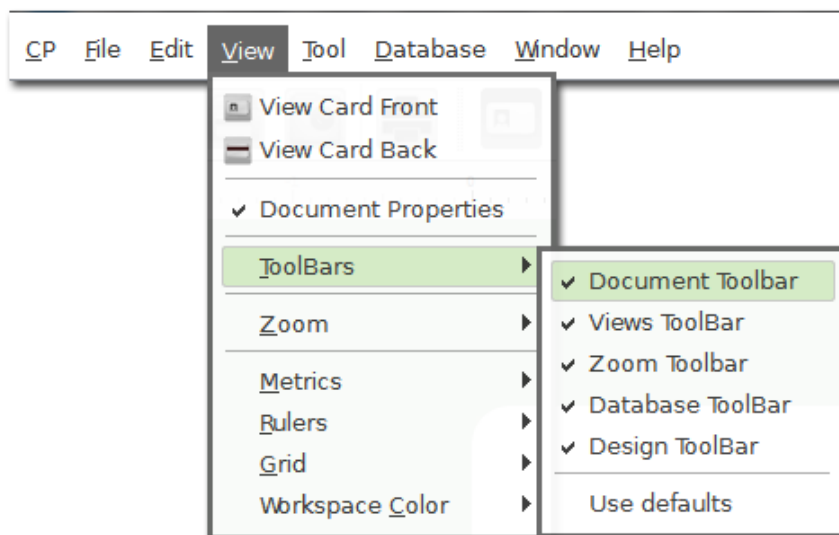 CP File Edit View Tool Database Window Help
View Card Front
View Card Back
Document Properties
ToolBars
Zoom
Metrics
Rulers
Grid
Workspace Color
Document Toolbar
Views ToolBar
Zoom Toolbar
Database ToolBar
Design ToolBar
Use defaults